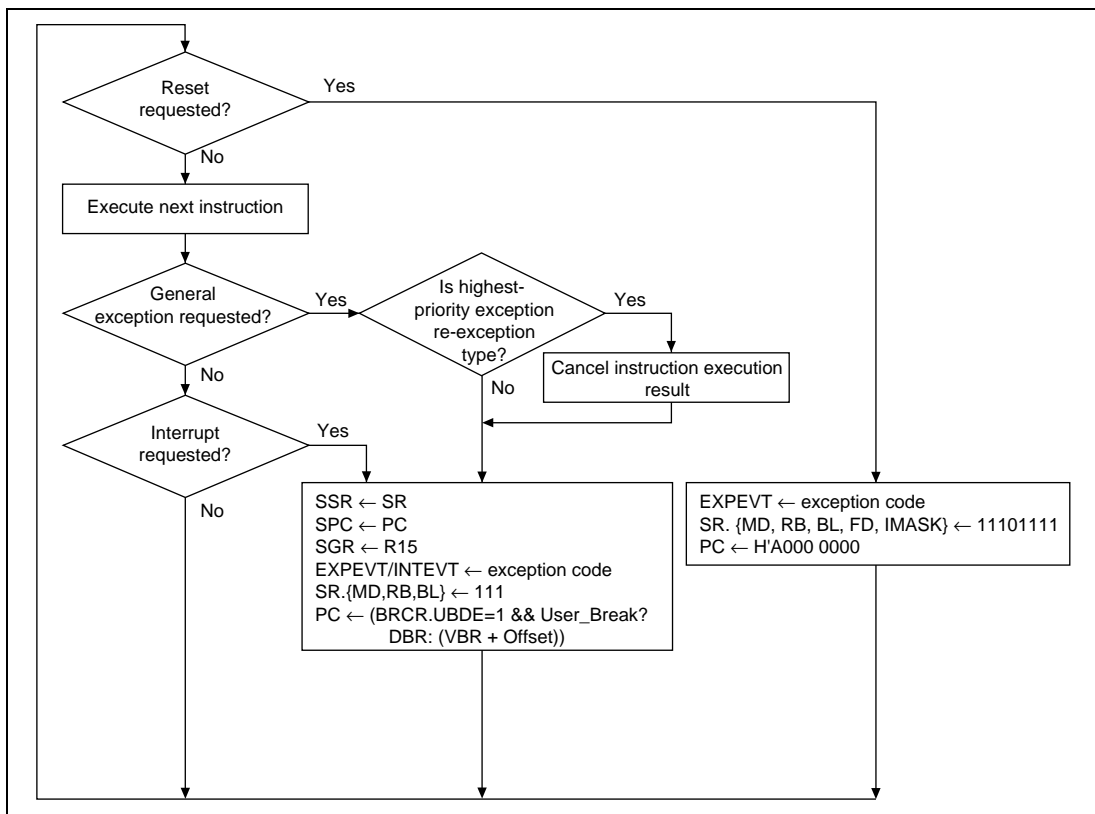 Reset
requested?
Yes
No
Execute next instruction
General
exception requested?
Yes
Is highest-
priority exception
re-exception
type?
Yes
Cancel instruction execution
result
No
No
Interrupt
requested?
Yes
No
SSR ← SR
SPC ← PC
SGR ← R15
EXPEVT/INTEVT ← exception code
SR.{MD,RB,BL} ← 111
PC ← (BRCR.UBDE=1 && User_Break?
DBR: (VBR + Offset))
EXPEVT ← exception code
SR. {MD, RB, BL, FD, IMASK} ← 11101111
PC ← H'A000 0000